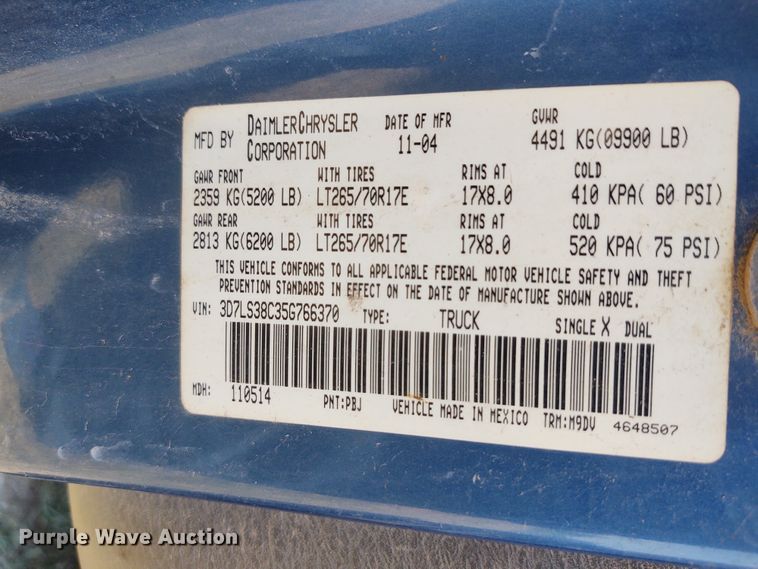 MFD BY DAIMLERCHRYSLER CORPORATION DATE OF MFR 11-04 GVWR 4491 KG(09900 LB)
GAWR FRONT WITH TIRES RIMS AT COLD
2359 KG(5200 LB) LT265/70R17E 17X8.0 410 KPA( 60 PSI)
GAWR REAR WITH TIRES RIMS AT COLD
2813 KG(6200 LB) LT265/70R17E 17X8.0 520 KPA( 75 PSI)
THIS VEHICLE CONFORMS TO ALL APPLICABLE FEDERAL MOTOR VEHICLE SAFETY AND THEFT
PREVENTION STANDARDS IN EFFECT ON THE DATE OF MANUFACTURE SHOWN ABOVE.
VIN: 3D7LS38C35G766370 TYPE: TRUCK SINGLE X DUAL
MDH: 110514 PNT:PBJ VEHICLE MADE IN MEXICO TRM:M9DV 4648507
Purple Wave Auction